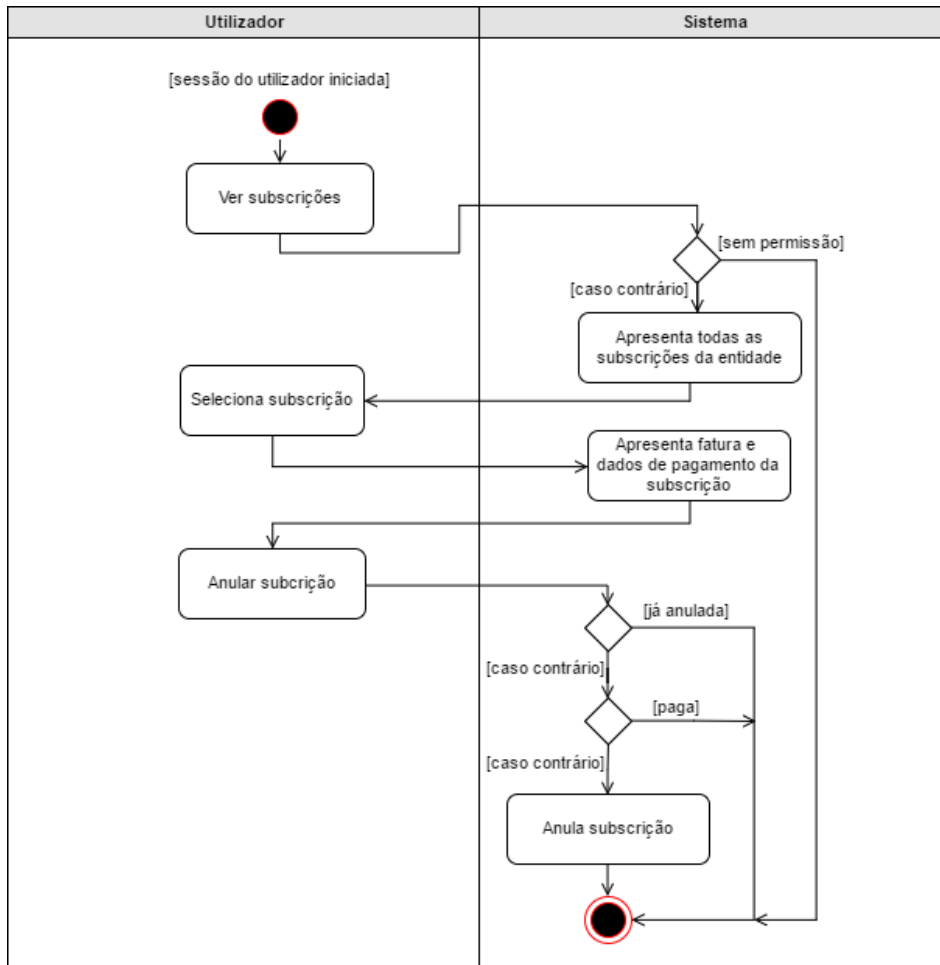 Utilizador
Sistema
[sessão do utilizador iniciada]
Ver subscrições
[sem permissão]
[caso contrário]
Apresenta todas as
subscrições da entidade
Seleciona subscrição
Apresenta fatura e
dados de pagamento da
subscrição
Anular subcrição
[já anulada]
[caso contrário]
[paga]
[caso contrário]
Anula subscrição